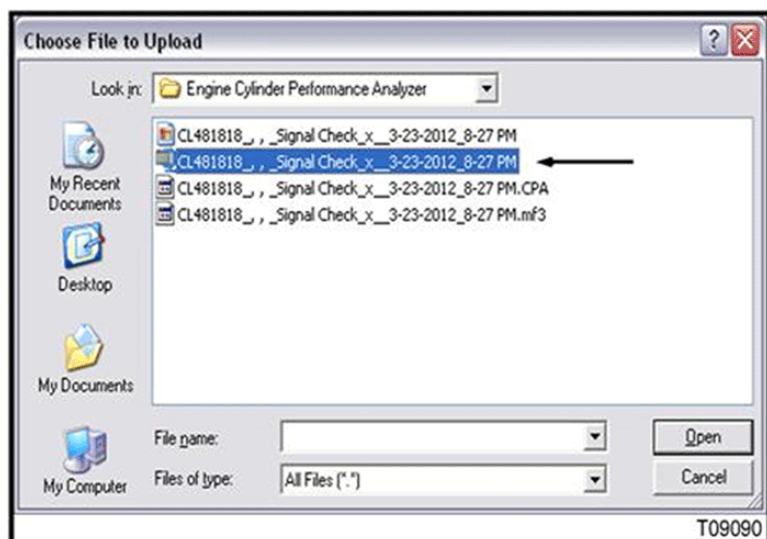 Choose File to Upload
Look in:
Engine Cylinder Performance Analyzer
My Recent
Documents
Desktop
My Documents
My Computer
CL481818_, , _Signal Check_x__3-23-2012_8-27 PM
CL481818_, , _Signal Check_x__3-23-2012_8-27 PM
CL481818_, , _Signal Check_x__3-23-2012_8-27 PM.CPA
CL481818_, , _Signal Check_x__3-23-2012_8-27 PM.mf3
File name:
Open
Files of type:
All Files (*.*)
Cancel
T09090